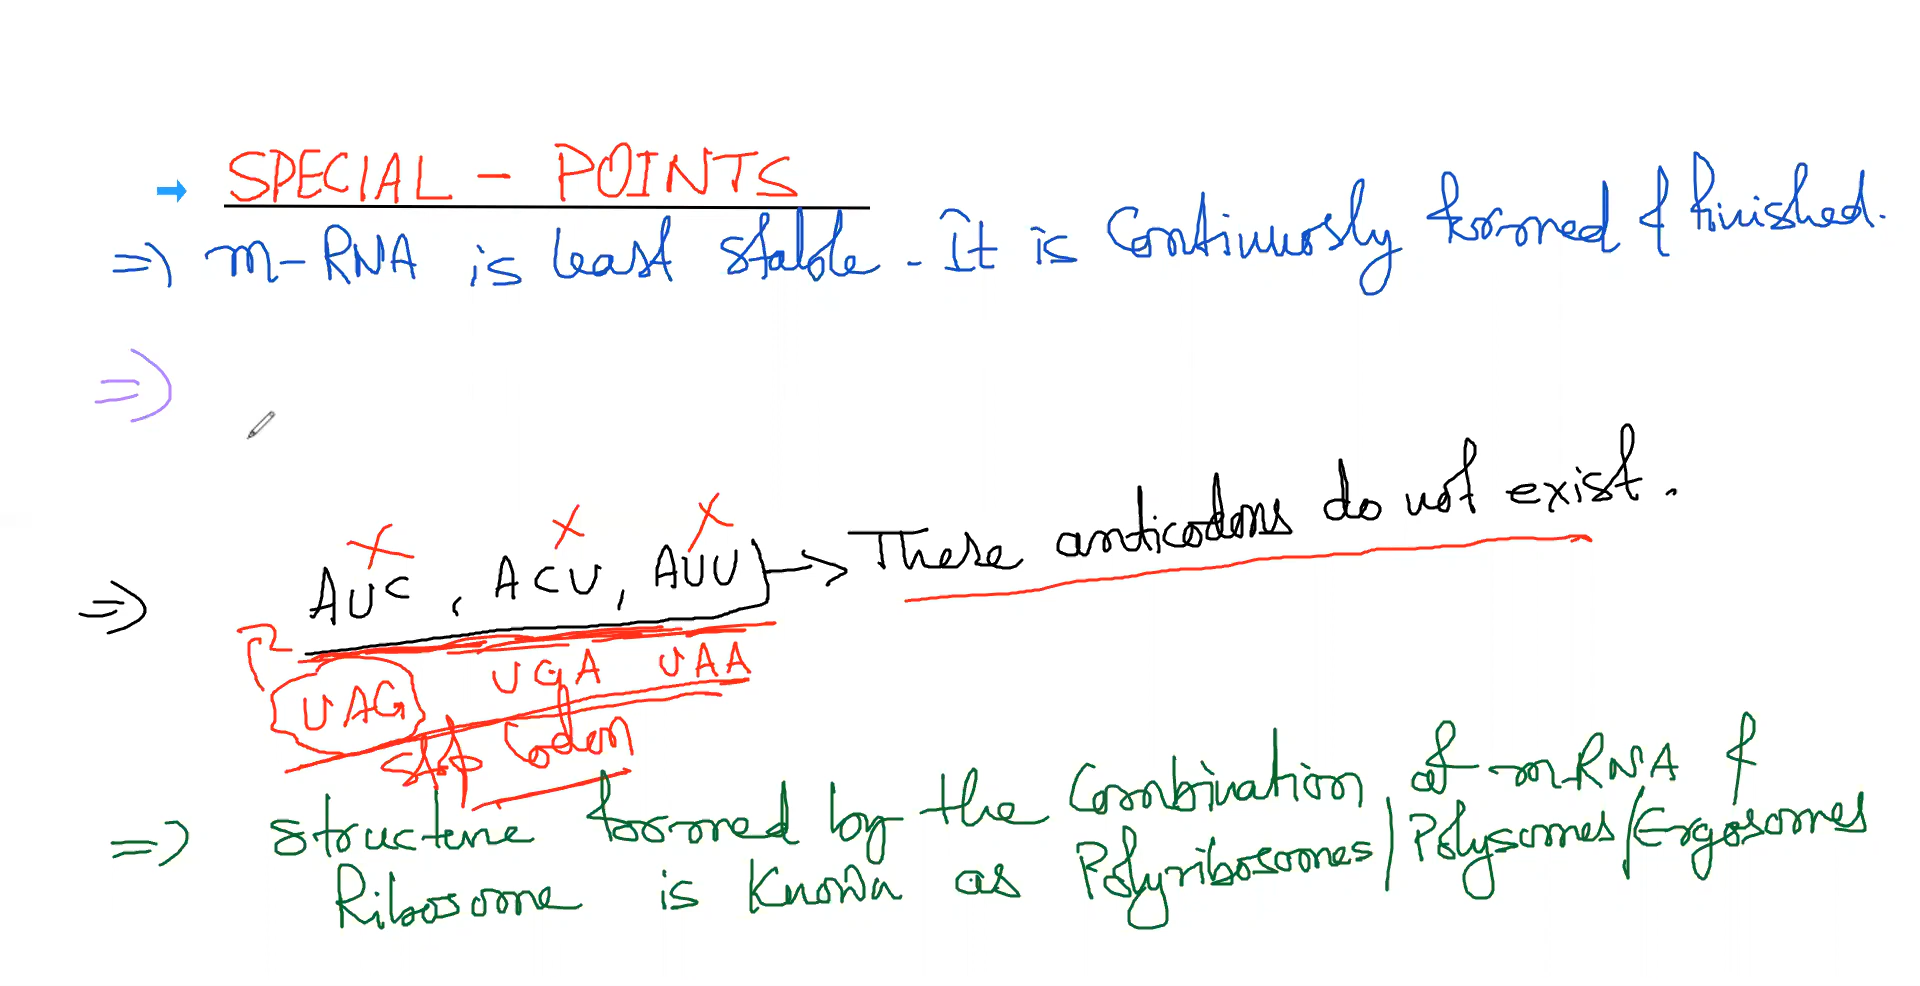 → SPECIAL - POINTS
=> m-RNA is least stable. It is Continuosly formed & finished.
=>
=> AUC, ACU, AUU} → These anticodons do not exist.
UAG UGA UAA
stop Codon
=> structure formed by the Combination of m-RNA &
Ribosome is Known as Polyribosomes/Polysomes/Ergosomes